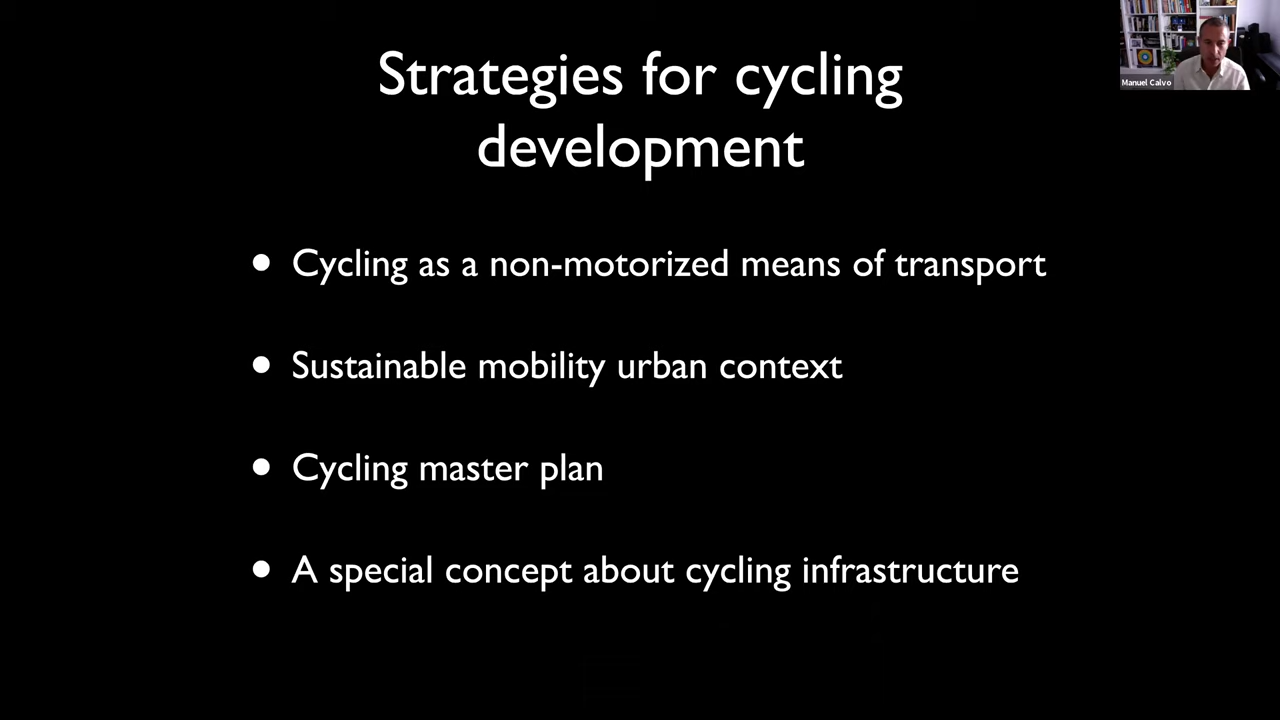 Strategies for cycling
development
• Cycling as a non-motorized means of transport
• Sustainable mobility urban context
• Cycling master plan
• A special concept about cycling infrastructure
Manuel Calvo